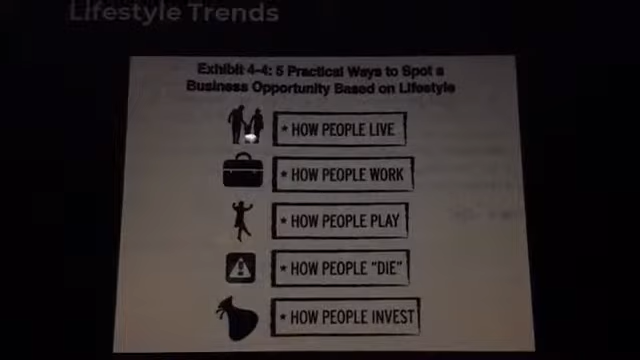 Lifestyle Trends
Exhibit 4-4: 5 Practical Ways to Spot a
Business Opportunity Based on Lifestyle
* HOW PEOPLE LIVE
* HOW PEOPLE WORK
* HOW PEOPLE PLAY
* HOW PEOPLE "DIE"
* HOW PEOPLE INVEST